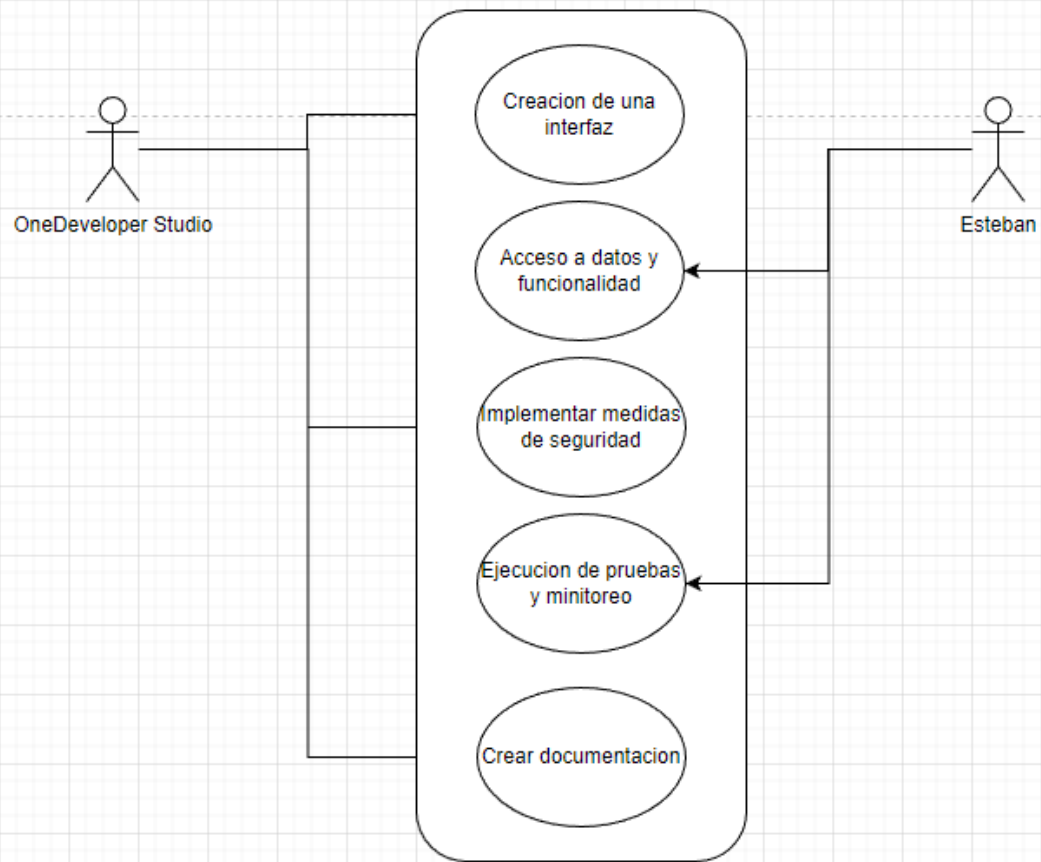 Creacion de una
interfaz
OneDeveloper Studio
Esteban
Acceso a datos y
funcionalidad
Implementar medidas
de seguridad
Ejecucion de pruebas
y minitoreo
Crear documentacion